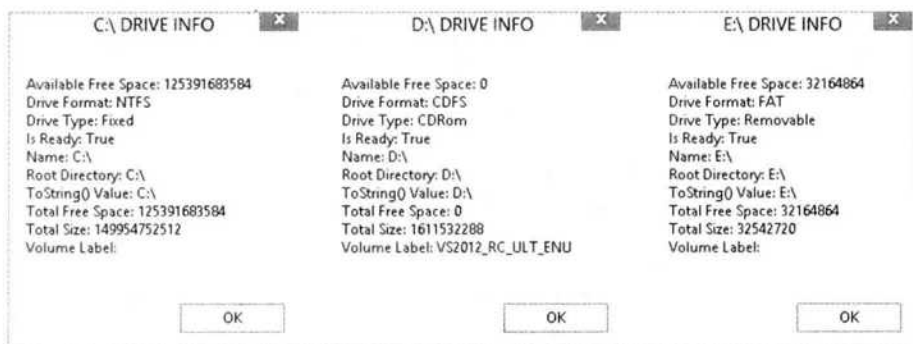 C:\ DRIVE INFO
X
Available Free Space: 125391683584
Drive Format: NTFS
Drive Type: Fixed
Is Ready: True
Name: C:\
Root Directory: C:\
ToString() Value: C:\
Total Free Space: 125391683584
Total Size: 149954752512
Volume Label:
OK
D:\ DRIVE INFO
X
Available Free Space: 0
Drive Format: CDFS
Drive Type: CDRom
Is Ready: True
Name: D:\
Root Directory: D:\
ToString() Value: D:\
Total Free Space: 0
Total Size: 1611532288
Volume Label: VS2012_RC_ULT_ENU
OK
E:\ DRIVE INFO
X
Available Free Space: 32164864
Drive Format: FAT
Drive Type: Removable
Is Ready: True
Name: E:\
Root Directory: E:\
ToString() Value: E:\
Total Free Space: 32164864
Total Size: 32542720
Volume Label:
OK